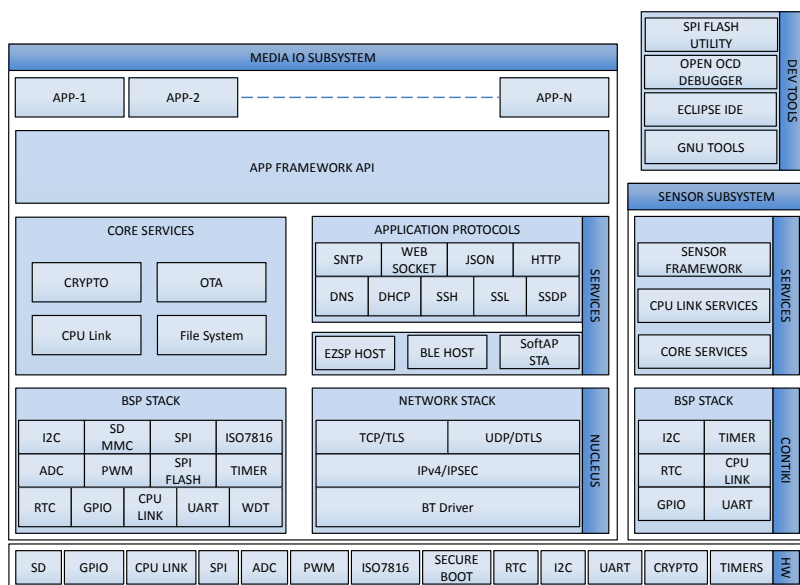 MEDIA IO SUBSYSTEM
APP-1
APP-2
APP-N
APP FRAMEWORK API
CORE SERVICES
CRYPTO
OTA
CPU Link
File System
APPLICATION PROTOCOLS
SNTP
WEB
SOCKET
JSON
HTTP
DNS
DHCP
SSH
SSL
SSDP
EZSP HOST
BLE HOST
SoftAP
STA
SERVICES
BSP STACK
I2C
SD
MMC
SPI
ISO7816
ADC
PWM
SPI
FLASH
TIMER
RTC
GPIO
CPU
LINK
UART
WDT
NETWORK STACK
TCP/TLS
UDP/DTLS
IPv4/IPSEC
BT Driver
NUCLEUS
SPI FLASH
UTILITY
OPEN OCD
DEBUGGER
ECLIPSE IDE
GNU TOOLS
DEV TOOLS
SENSOR SUBSYSTEM
SENSOR
FRAMEWORK
CPU LINK SERVICES
CORE SERVICES
SERVICES
BSP STACK
I2C
TIMER
RTC
CPU
LINK
GPIO
UART
CONTIKI
SD
GPIO
CPU LINK
SPI
ADC
PWM
ISO7816
SECURE
BOOT
RTC
I2C
UART
CRYPTO
TIMERS
HW